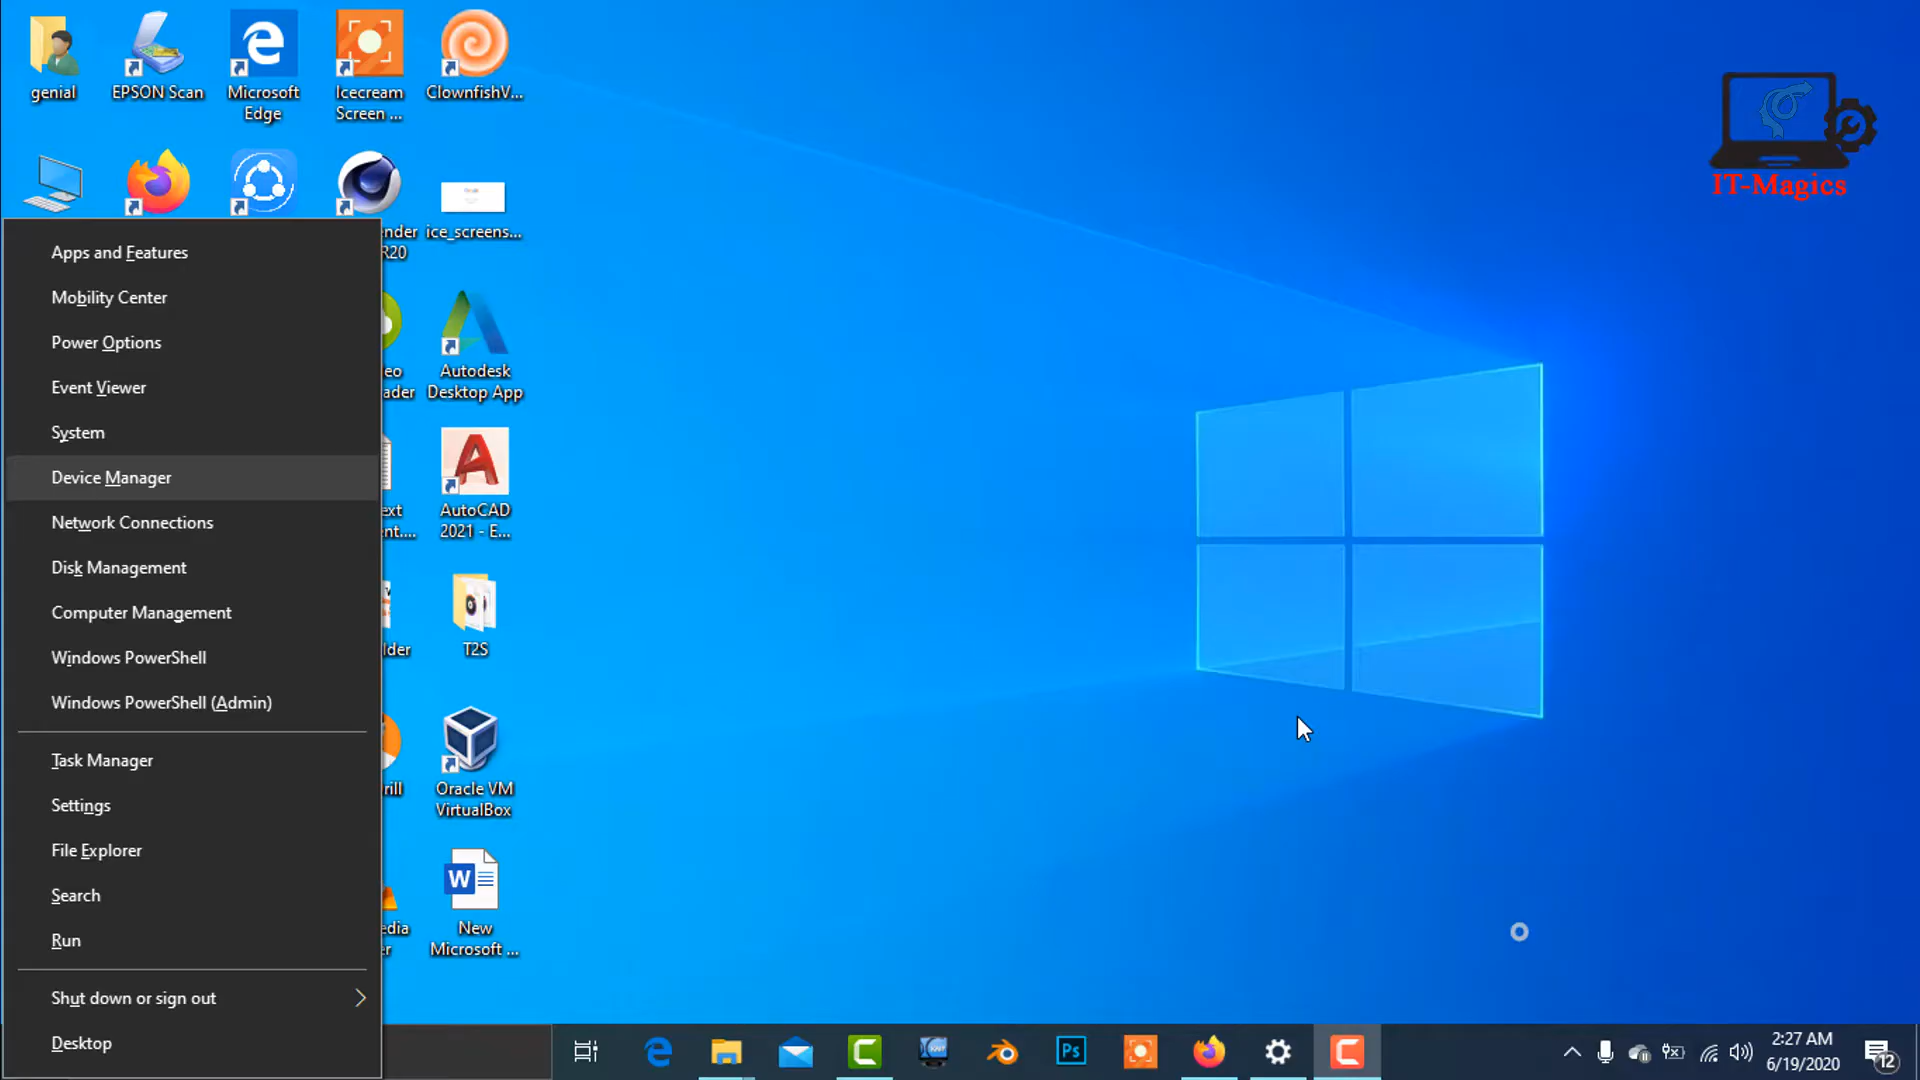 genial
EPSON Scan
Microsoft
Edge
Icecream
Screen ...
ClownfishV...
nder
R20
ice_screens...
eo
ader
Autodesk
Desktop App
ext
nt....
AutoCAD
2021 - E...
lder
T2S
rill
Oracle VM
VirtualBox
W
edia
er
New
Microsoft ...
IT-Magics
Apps and Features
Mobility Center
Power Options
Event Viewer
System
Device Manager
Network Connections
Disk Management
Computer Management
Windows PowerShell
Windows PowerShell (Admin)
Task Manager
Settings
File Explorer
Search
Run
Shut down or sign out
Desktop
Ps
2:27 AM
6/19/2020
12